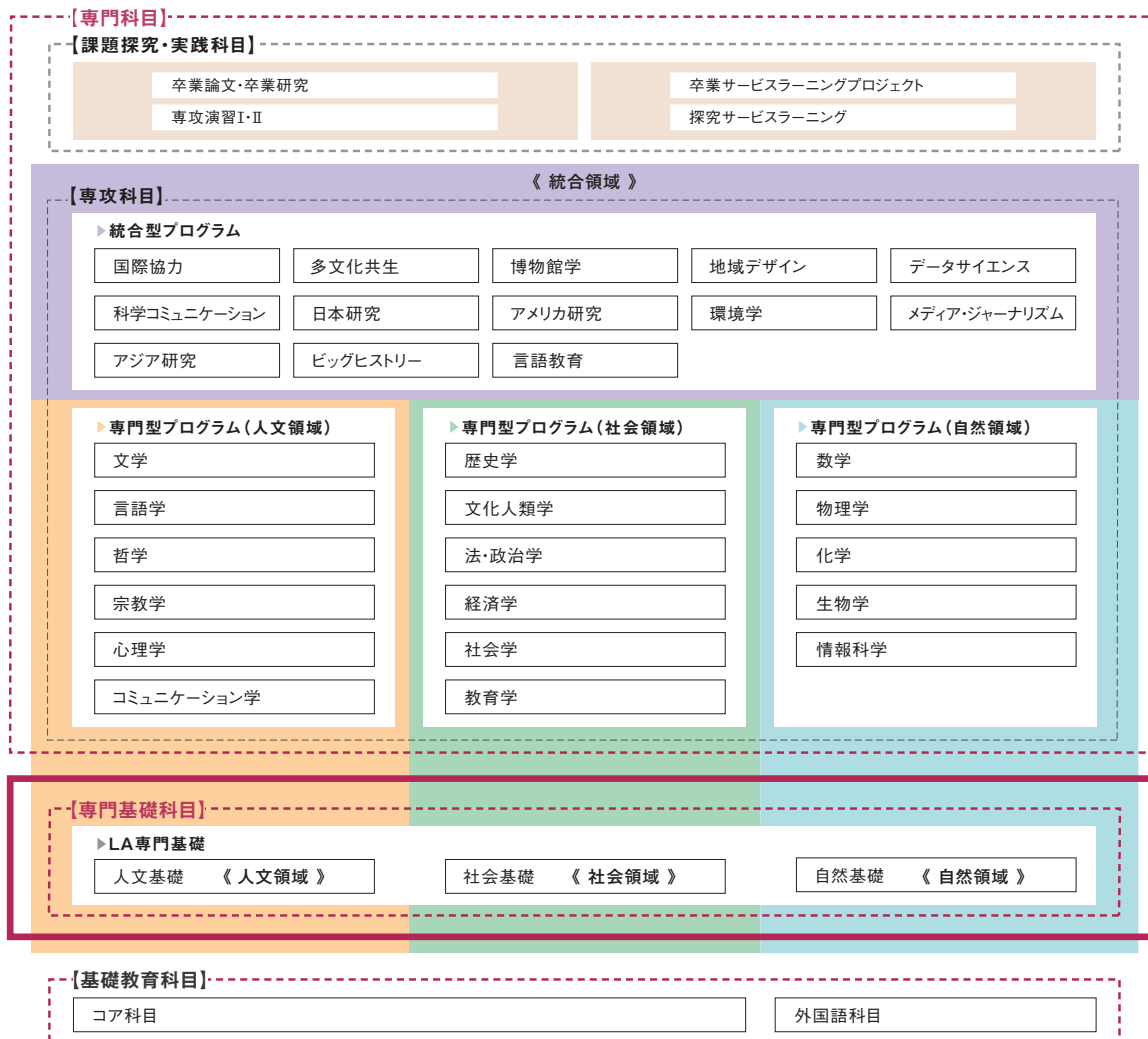 【専門科目】
【課題探究・実践科目】
卒業論文・卒業研究
専攻演習I・II
卒業サービスラーニングプロジェクト
探究サービスラーニング
《 統合領域 》
【専攻科目】
▶統合型プログラム
国際協力
多文化共生
博物館学
地域デザイン
データサイエンス
科学コミュニケーション
日本研究
アメリカ研究
環境学
メディア・ジャーナリズム
アジア研究
ビッグヒストリー
言語教育
▶専門型プログラム（人文領域）
文学
言語学
哲学
宗教学
心理学
コミュニケーション学
▶専門型プログラム（社会領域）
歴史学
文化人類学
法・政治学
経済学
社会学
教育学
▶専門型プログラム（自然領域）
数学
物理学
化学
生物学
情報科学
【専門基礎科目】
▶LA専門基礎
人文基礎 《 人文領域 》
社会基礎 《 社会領域 》
自然基礎 《 自然領域 》
【基礎教育科目】
コア科目
外国語科目